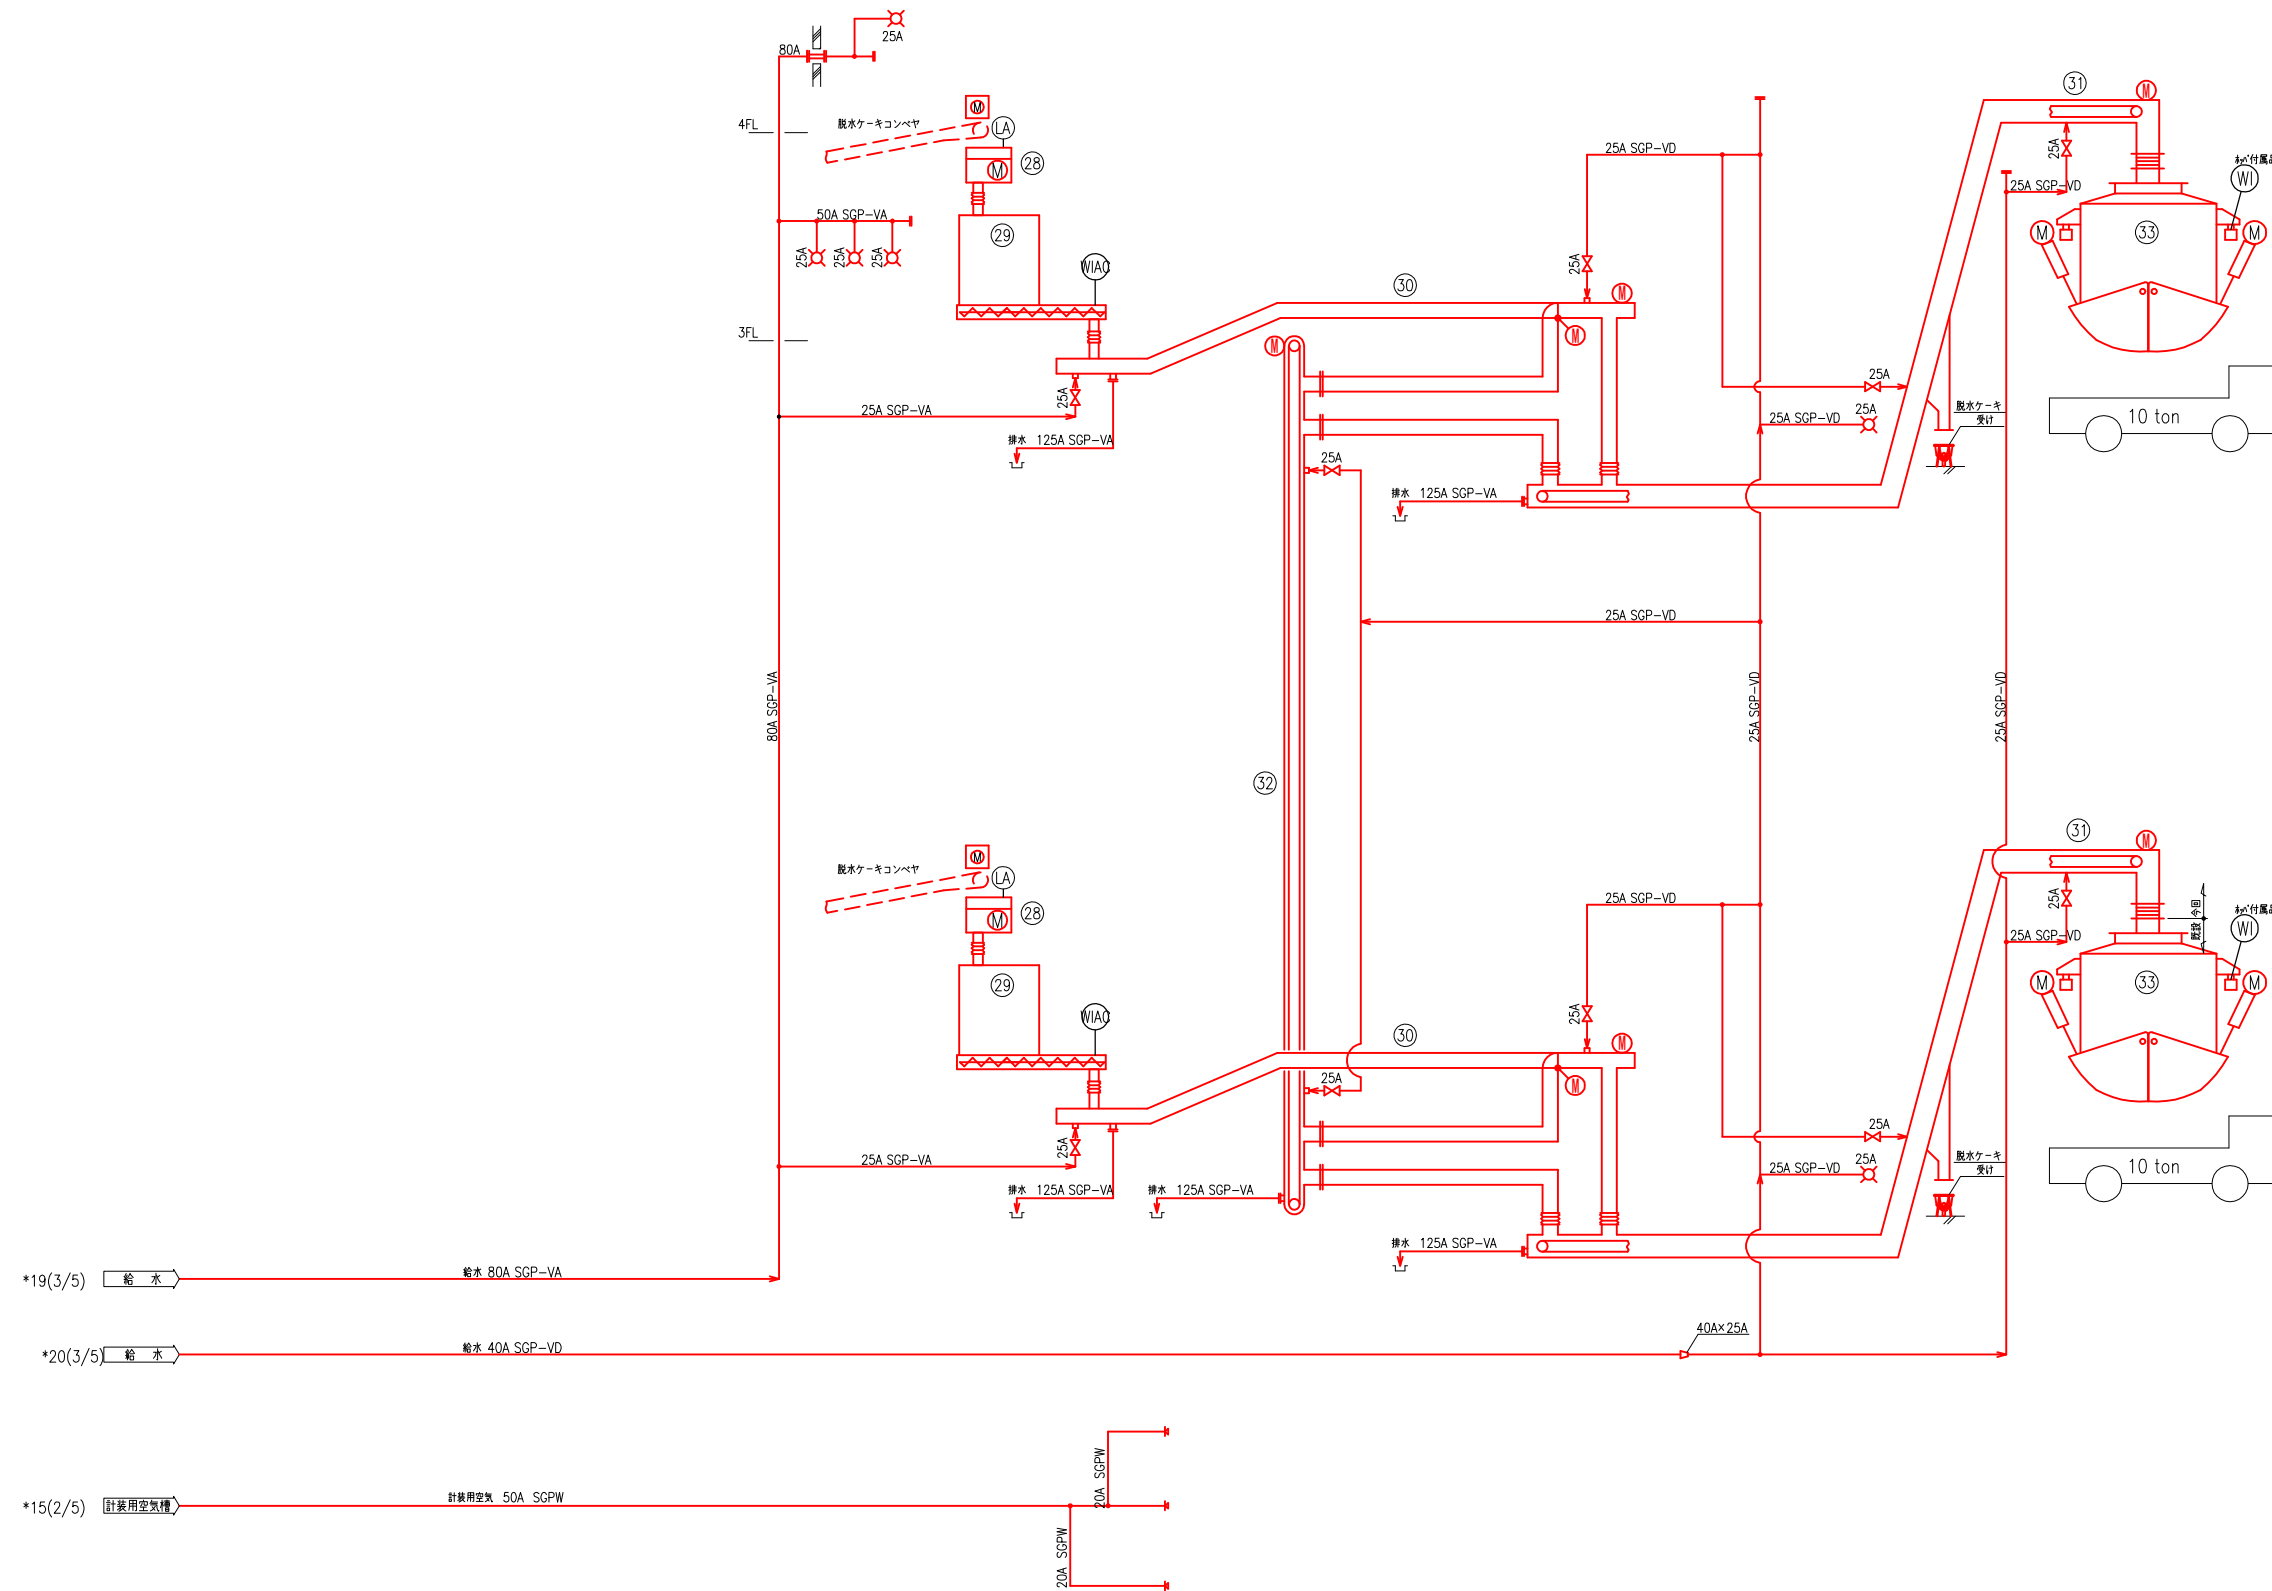 80A
25A
4FL
脱水ケーキコンベヤ
M
LA
28
M
50A SGP-VA
25A
25A
25A
29
WIAC
3FL
25A SGP-VA
25A
排水 125A SGP-VA
30
M
M
M
25A SGP-VD
25A
25A
排水 125A SGP-VA
25A SGP-VD
25A
25A SGP-VD
25A
31
M
25A
25A SGP-VD
WI
M
33
M
脱水ケーキ
受け
10 ton
80A SGP-VA
32
25A SGP-VD
25A SGP-VD
脱水ケーキコンベヤ
M
LA
28
M
29
WIAC
25A SGP-VA
25A
排水 125A SGP-VA
排水 125A SGP-VA
30
M
M
25A SGP-VD
25A
25A
排水 125A SGP-VA
25A
25A SGP-VD
25A
31
M
25A
25A SGP-VD
既設 今回
WI
M
33
M
脱水ケーキ
受け
10 ton
*19(3/5) 給 水
給水 80A SGP-VA
*20(3/5) 給 水
給水 40A SGP-VD
40A×25A
*15(2/5) 計装用空気槽
計装用空気 50A SGPW
20A SGPW
20A SGPW